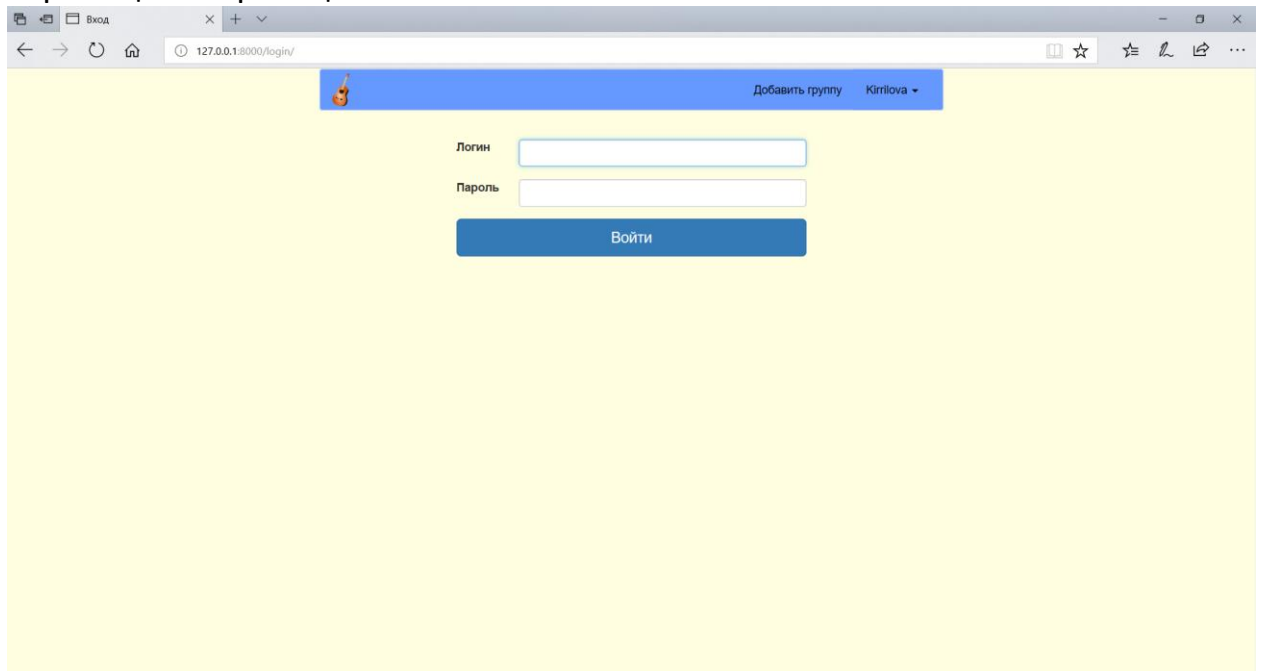 Вход
127.0.0.1:8000/login/
Добавить группу Kirrilova
Логин
Пароль
Войти